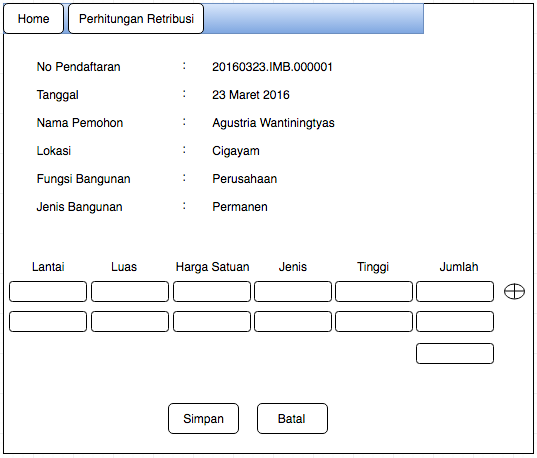 Home Perhitungan Retribusi
No Pendaftaran : 20160323.IMB.000001
Tanggal : 23 Maret 2016
Nama Pemohon : Agustria Wantiningtyas
Lokasi : Cigayam
Fungsi Bangunan : Perusahaan
Jenis Bangunan : Permanen
Lantai Luas Harga Satuan Jenis Tinggi Jumlah
Simpan Batal